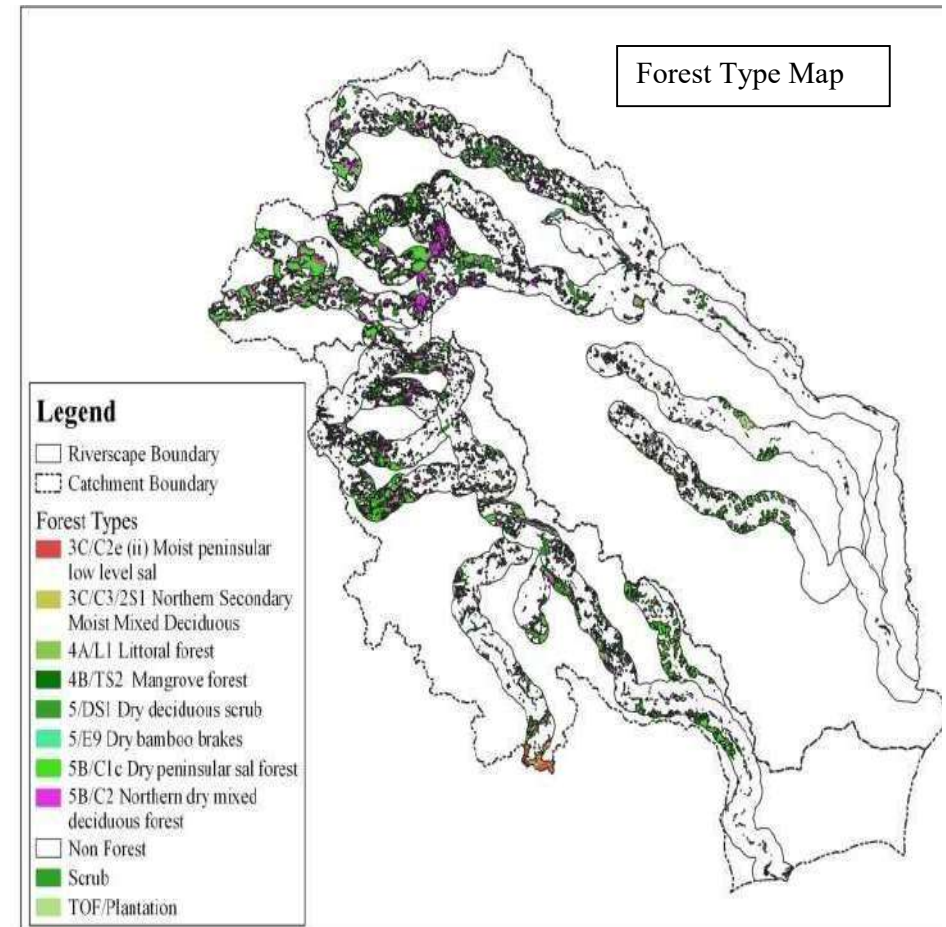 Forest Type Map
Legend
Riverscape Boundary
Catchment Boundary
Forest Types
3C/C2e (ii) Moist peninsular
low level sal
3C/C3/2S1 Northern Secondary
Moist Mixed Deciduous
4A/L1 Littoral forest
4B/TS2 Mangrove forest
5/DS1 Dry deciduous scrub
5/E9 Dry bamboo brakes
5B/C1c Dry peninsular sal forest
5B/C2 Northern dry mixed
deciduous forest
Non Forest
Scrub
TOF/Plantation